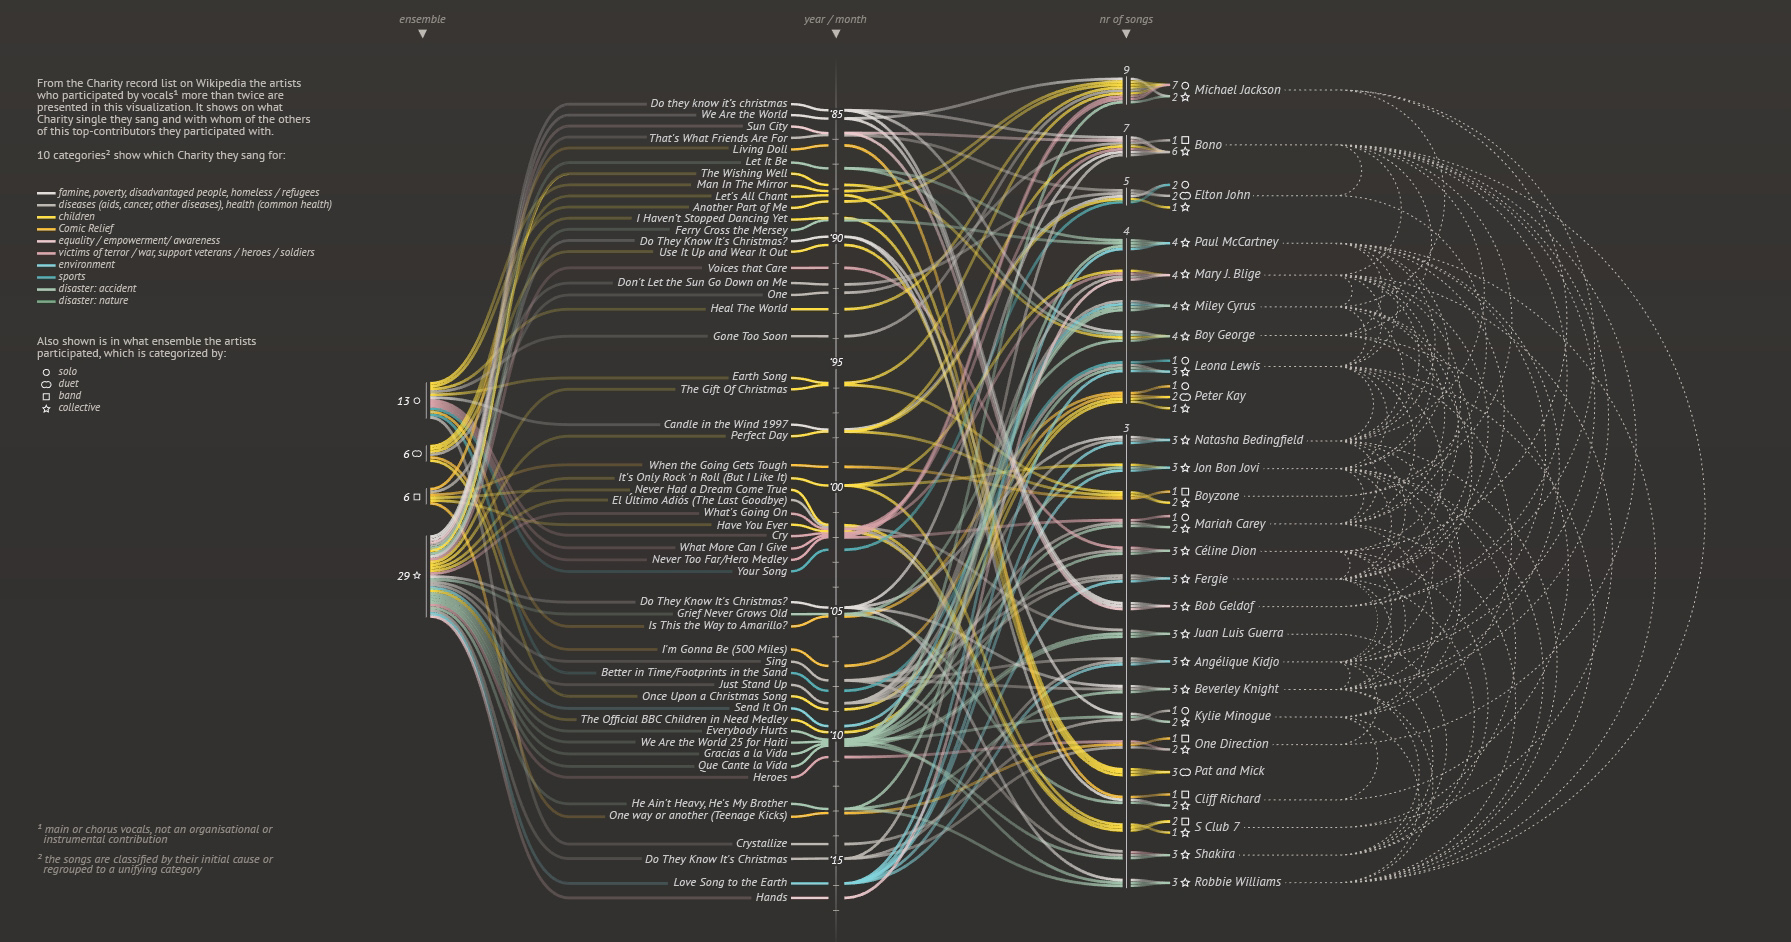 ensemble
year / month
nr of songs
From the Charity record list on Wikipedia the artists
who participated by vocals¹ more than twice are
presented in this visualization. It shows on what
Charity single they sang and with whom of the others
of this top-contributors they participated with.
10 categories² show which Charity they sang for:
famine, poverty, disadvantaged people, homeless / refugees
diseases (aids, cancer, other diseases), health (common health)
children
Comic Relief
equality / empowerment/ awareness
victims of terror / war, support veterans / heroes / soldiers
environment
sports
disaster: accident
disaster: nature
Also shown is in what ensemble the artists
participated, which is categorized by:
solo
duet
band
collective
¹ main or chorus vocals, not an organisational or
instrumental contribution
² the songs are classified by their initial cause or
regrouped to a unifying category
13
6
6
29
Do they know it's christmas
We Are the World
Sun City
That's What Friends Are For
Living Doll
Let It Be
The Wishing Well
Man In The Mirror
Let's All Chant
Another Part of Me
I Haven't Stopped Dancing Yet
Ferry Cross the Mersey
Do They Know It's Christmas?
Use It Up and Wear It Out
Voices that Care
Don't Let the Sun Go Down on Me
One
Heal The World
Gone Too Soon
Earth Song
The Gift Of Christmas
Candle in the Wind 1997
Perfect Day
When the Going Gets Tough
It's Only Rock 'n Roll (But I Like It)
Never Had a Dream Come True
El Último Adiós (The Last Goodbye)
What's Going On
Have You Ever
Cry
What More Can I Give
Never Too Far/Hero Medley
Your Song
Do They Know It's Christmas?
Grief Never Grows Old
Is This the Way to Amarillo?
I'm Gonna Be (500 Miles)
Sing
Better in Time/Footprints in the Sand
Just Stand Up
Once Upon a Christmas Song
Send It On
The Official BBC Children in Need Medley
Everybody Hurts
We Are the World 25 for Haiti
Gracias a la Vida
Que Cante la Vida
Heroes
He Ain't Heavy, He's My Brother
One way or another (Teenage Kicks)
Crystallize
Do They Know It's Christmas
Love Song to the Earth
Hands
'85
'90
'95
'00
'05
'10
'15
9
7
2
Michael Jackson
7
1
6
Bono
5
2
2
1
Elton John
4
4 Paul McCartney
4 Mary J. Blige
4 Miley Cyrus
4 Boy George
1
3
Leona Lewis
1
2
1
Peter Kay
3
3 Natasha Bedingfield
3 Jon Bon Jovi
1
2
Boyzone
1
2
Mariah Carey
3 Céline Dion
3 Fergie
3 Bob Geldof
3 Juan Luis Guerra
3 Angélique Kidjo
3 Beverley Knight
1
2
Kylie Minogue
1
2
One Direction
3 Pat and Mick
1
2
Cliff Richard
2
1
S Club 7
3 Shakira
3 Robbie Williams